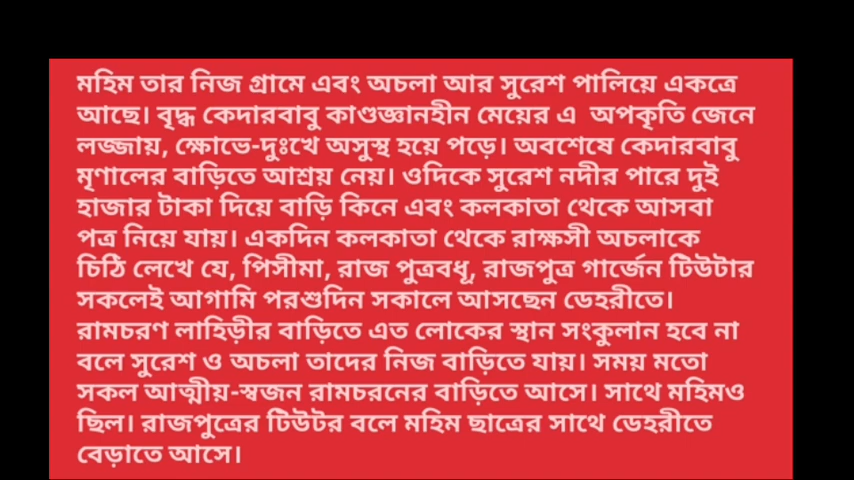 মহিম তার নিজ গ্রামে এবং অচলা আর সুরেশ পালিয়ে একত্রে
আছে। বৃদ্ধ কেদারবাবু কাণ্ডজ্ঞানহীন মেয়ের এ অপকৃতি জেনে
লজ্জায়, ক্ষোভে-দুঃখে অসুস্থ হয়ে পড়ে। অবশেষে কেদারবাবু
মৃণালের বাড়িতে আশ্রয় নেয়। ওদিকে সুরেশ নদীর পারে দুই
হাজার টাকা দিয়ে বাড়ি কিনে এবং কলকাতা থেকে আসবা
পত্র নিয়ে যায়। একদিন কলকাতা থেকে রাক্ষসী অচলাকে
চিঠি লেখে যে, পিসীমা, রাজ পুত্রবধূ, রাজপুত্র গার্জেন টিউটার
সকলেই আগামি পরশুদিন সকালে আসছেন ডেহরীতে।
রামচরণ লাহিড়ীর বাড়িতে এত লোকের স্থান সংকুলান হবে না
বলে সুরেশ ও অচলা তাদের নিজ বাড়িতে যায়। সময় মতো
সকল আত্মীয়-স্বজন রামচরনের বাড়িতে আসে। সাথে মহিমও
ছিল। রাজপুত্রের টিউটর বলে মহিম ছাত্রের সাথে ডেহরীতে
বেড়াতে আসে।